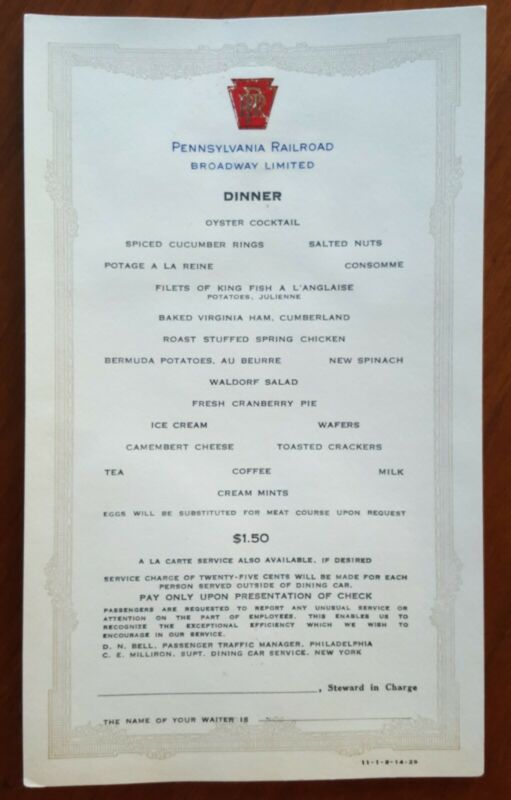 PRR
PENNSYLVANIA RAILROAD
BROADWAY LIMITED
DINNER
OYSTER COCKTAIL
SPICED CUCUMBER RINGS SALTED NUTS
POTAGE A LA REINE CONSOMME
FILETS OF KING FISH A L'ANGLAISE
POTATOES, JULIENNE
BAKED VIRGINIA HAM, CUMBERLAND
ROAST STUFFED SPRING CHICKEN
BERMUDA POTATOES, AU BEURRE NEW SPINACH
WALDORF SALAD
FRESH CRANBERRY PIE
ICE CREAM WAFERS
CAMEMBERT CHEESE TOASTED CRACKERS
TEA COFFEE MILK
CREAM MINTS
EGGS WILL BE SUBSTITUTED FOR MEAT COURSE UPON REQUEST
$1.50
A LA CARTE SERVICE ALSO AVAILABLE, IF DESIRED
SERVICE CHARGE OF TWENTY-FIVE CENTS WILL BE MADE FOR EACH
PERSON SERVED OUTSIDE OF DINING CAR.
PAY ONLY UPON PRESENTATION OF CHECK
PASSENGERS ARE REQUESTED TO REPORT ANY UNUSUAL SERVICE OR
ATTENTION ON THE PART OF EMPLOYEES. THIS ENABLES US TO
RECOGNIZE THE EXCEPTIONAL EFFICIENCY WHICH WE WISH TO
ENCOURAGE IN OUR SERVICE.
D. N. BELL, PASSENGER TRAFFIC MANAGER, PHILADELPHIA
C. E. MILLIRON, SUPT. DINING CAR SERVICE, NEW YORK
, Steward in Charge
THE NAME OF YOUR WAITER IS